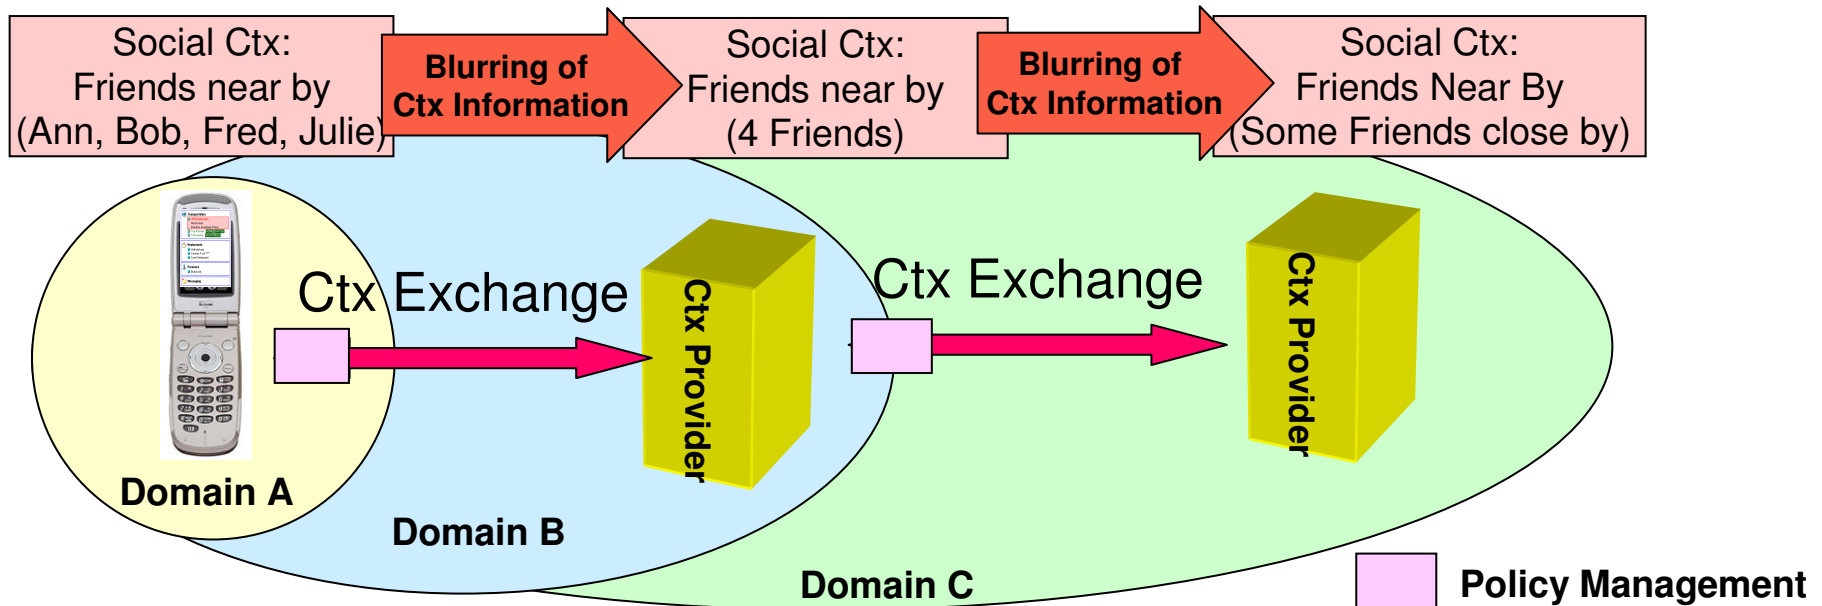 Social Ctx:
Friends near by
(Ann, Bob, Fred, Julie)
Blurring of
Ctx Information
Social Ctx:
Friends near by
(4 Friends)
Blurring of
Ctx Information
Social Ctx:
Friends Near By
(Some Friends close by)
Ctx Exchange
Ctx Provider
Ctx Exchange
Ctx Provider
Domain A
Domain B
Domain C
Policy Management